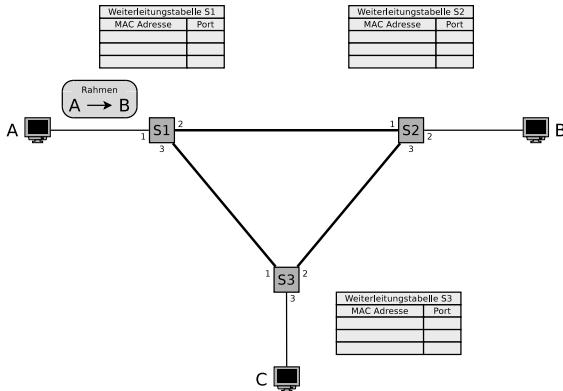 Weiterleitungstabelle S1
MAC Adresse Port
Weiterleitungstabelle S2
MAC Adresse Port
Rahmen
A → B
A
1
S1
2
3
1
S2
2
3
B
1
S3
2
3
Weiterleitungstabelle S3
MAC Adresse Port
C